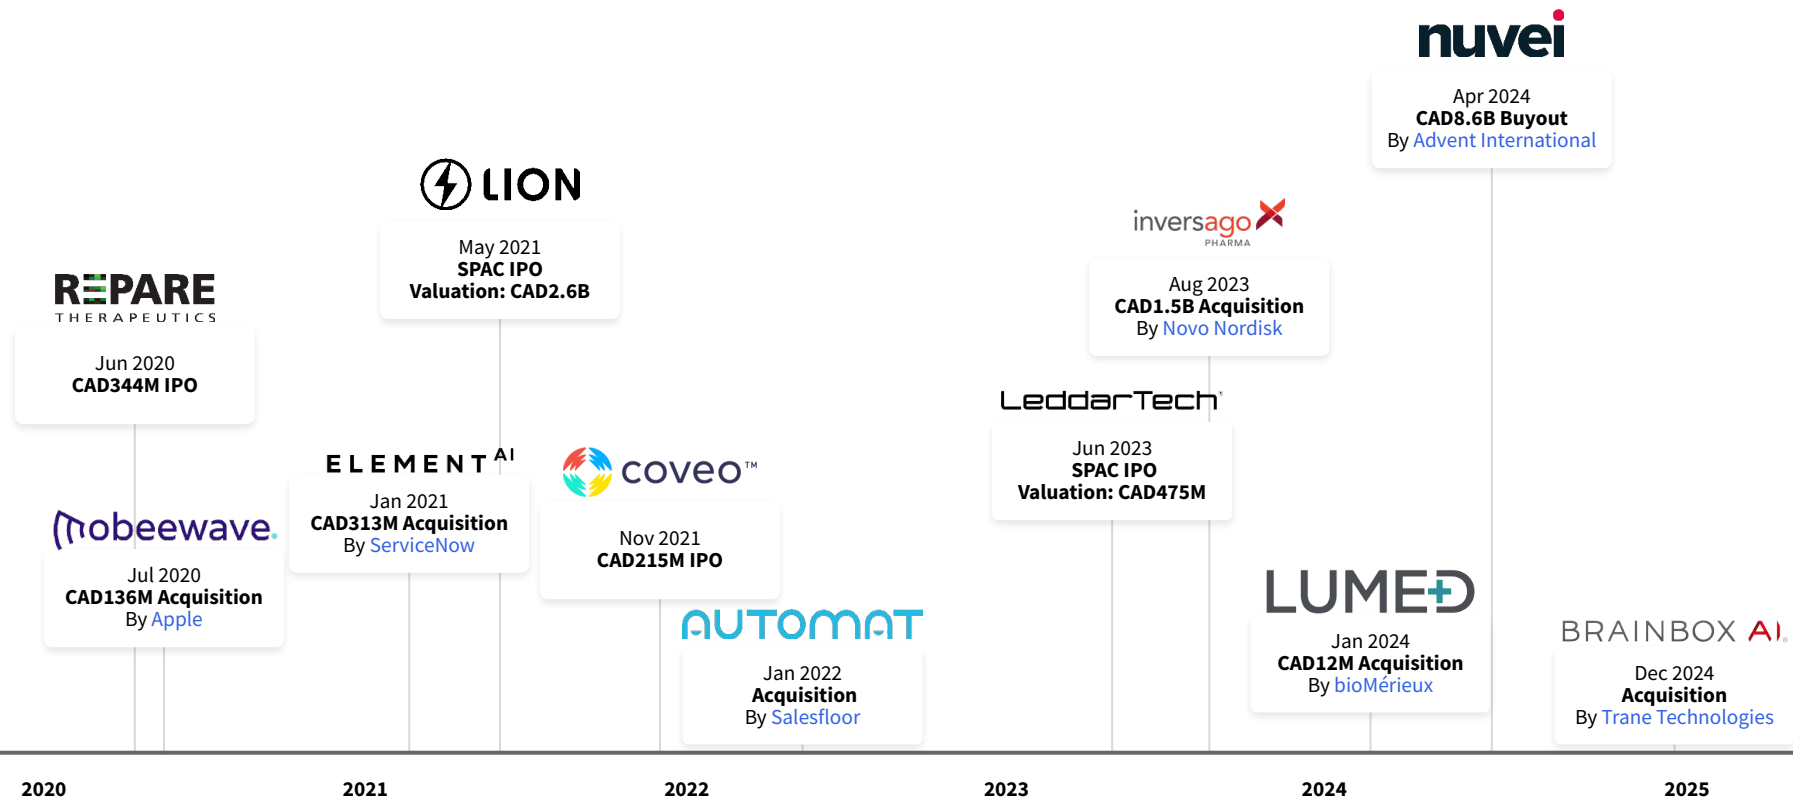 nuvei
Apr 2024
CAD8.6B Buyout
By Advent International
LION
May 2021
SPAC IPO
Valuation: CAD2.6B
inversago
PHARMA
Aug 2023
CAD1.5B Acquisition
By Novo Nordisk
REPARE
THERAPEUTICS
Jun 2020
CAD344M IPO
LeddarTech
Jun 2023
SPAC IPO
Valuation: CAD475M
ELEMENT AI
Jan 2021
CAD313M Acquisition
By ServiceNow
coveo™
Nov 2021
CAD215M IPO
mobeewave.
Jul 2020
CAD136M Acquisition
By Apple
AUTOMAT
Jan 2022
Acquisition
By Salesfloor
LUMED
Jan 2024
CAD12M Acquisition
By bioMérieux
BRAINBOX AI®
Dec 2024
Acquisition
By Trane Technologies
2020
2021
2022
2023
2024
2025